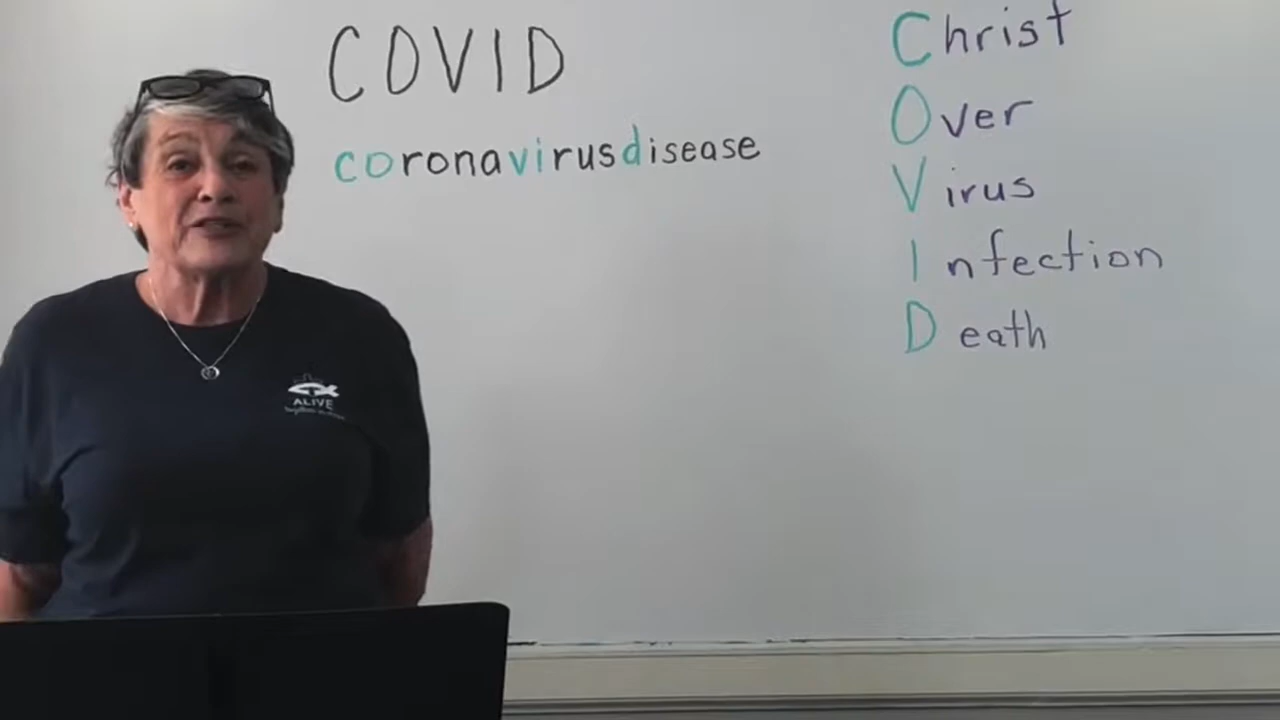 COVID
coronavirusdisease
Christ
Over
Virus
Infection
Death
ALIVE